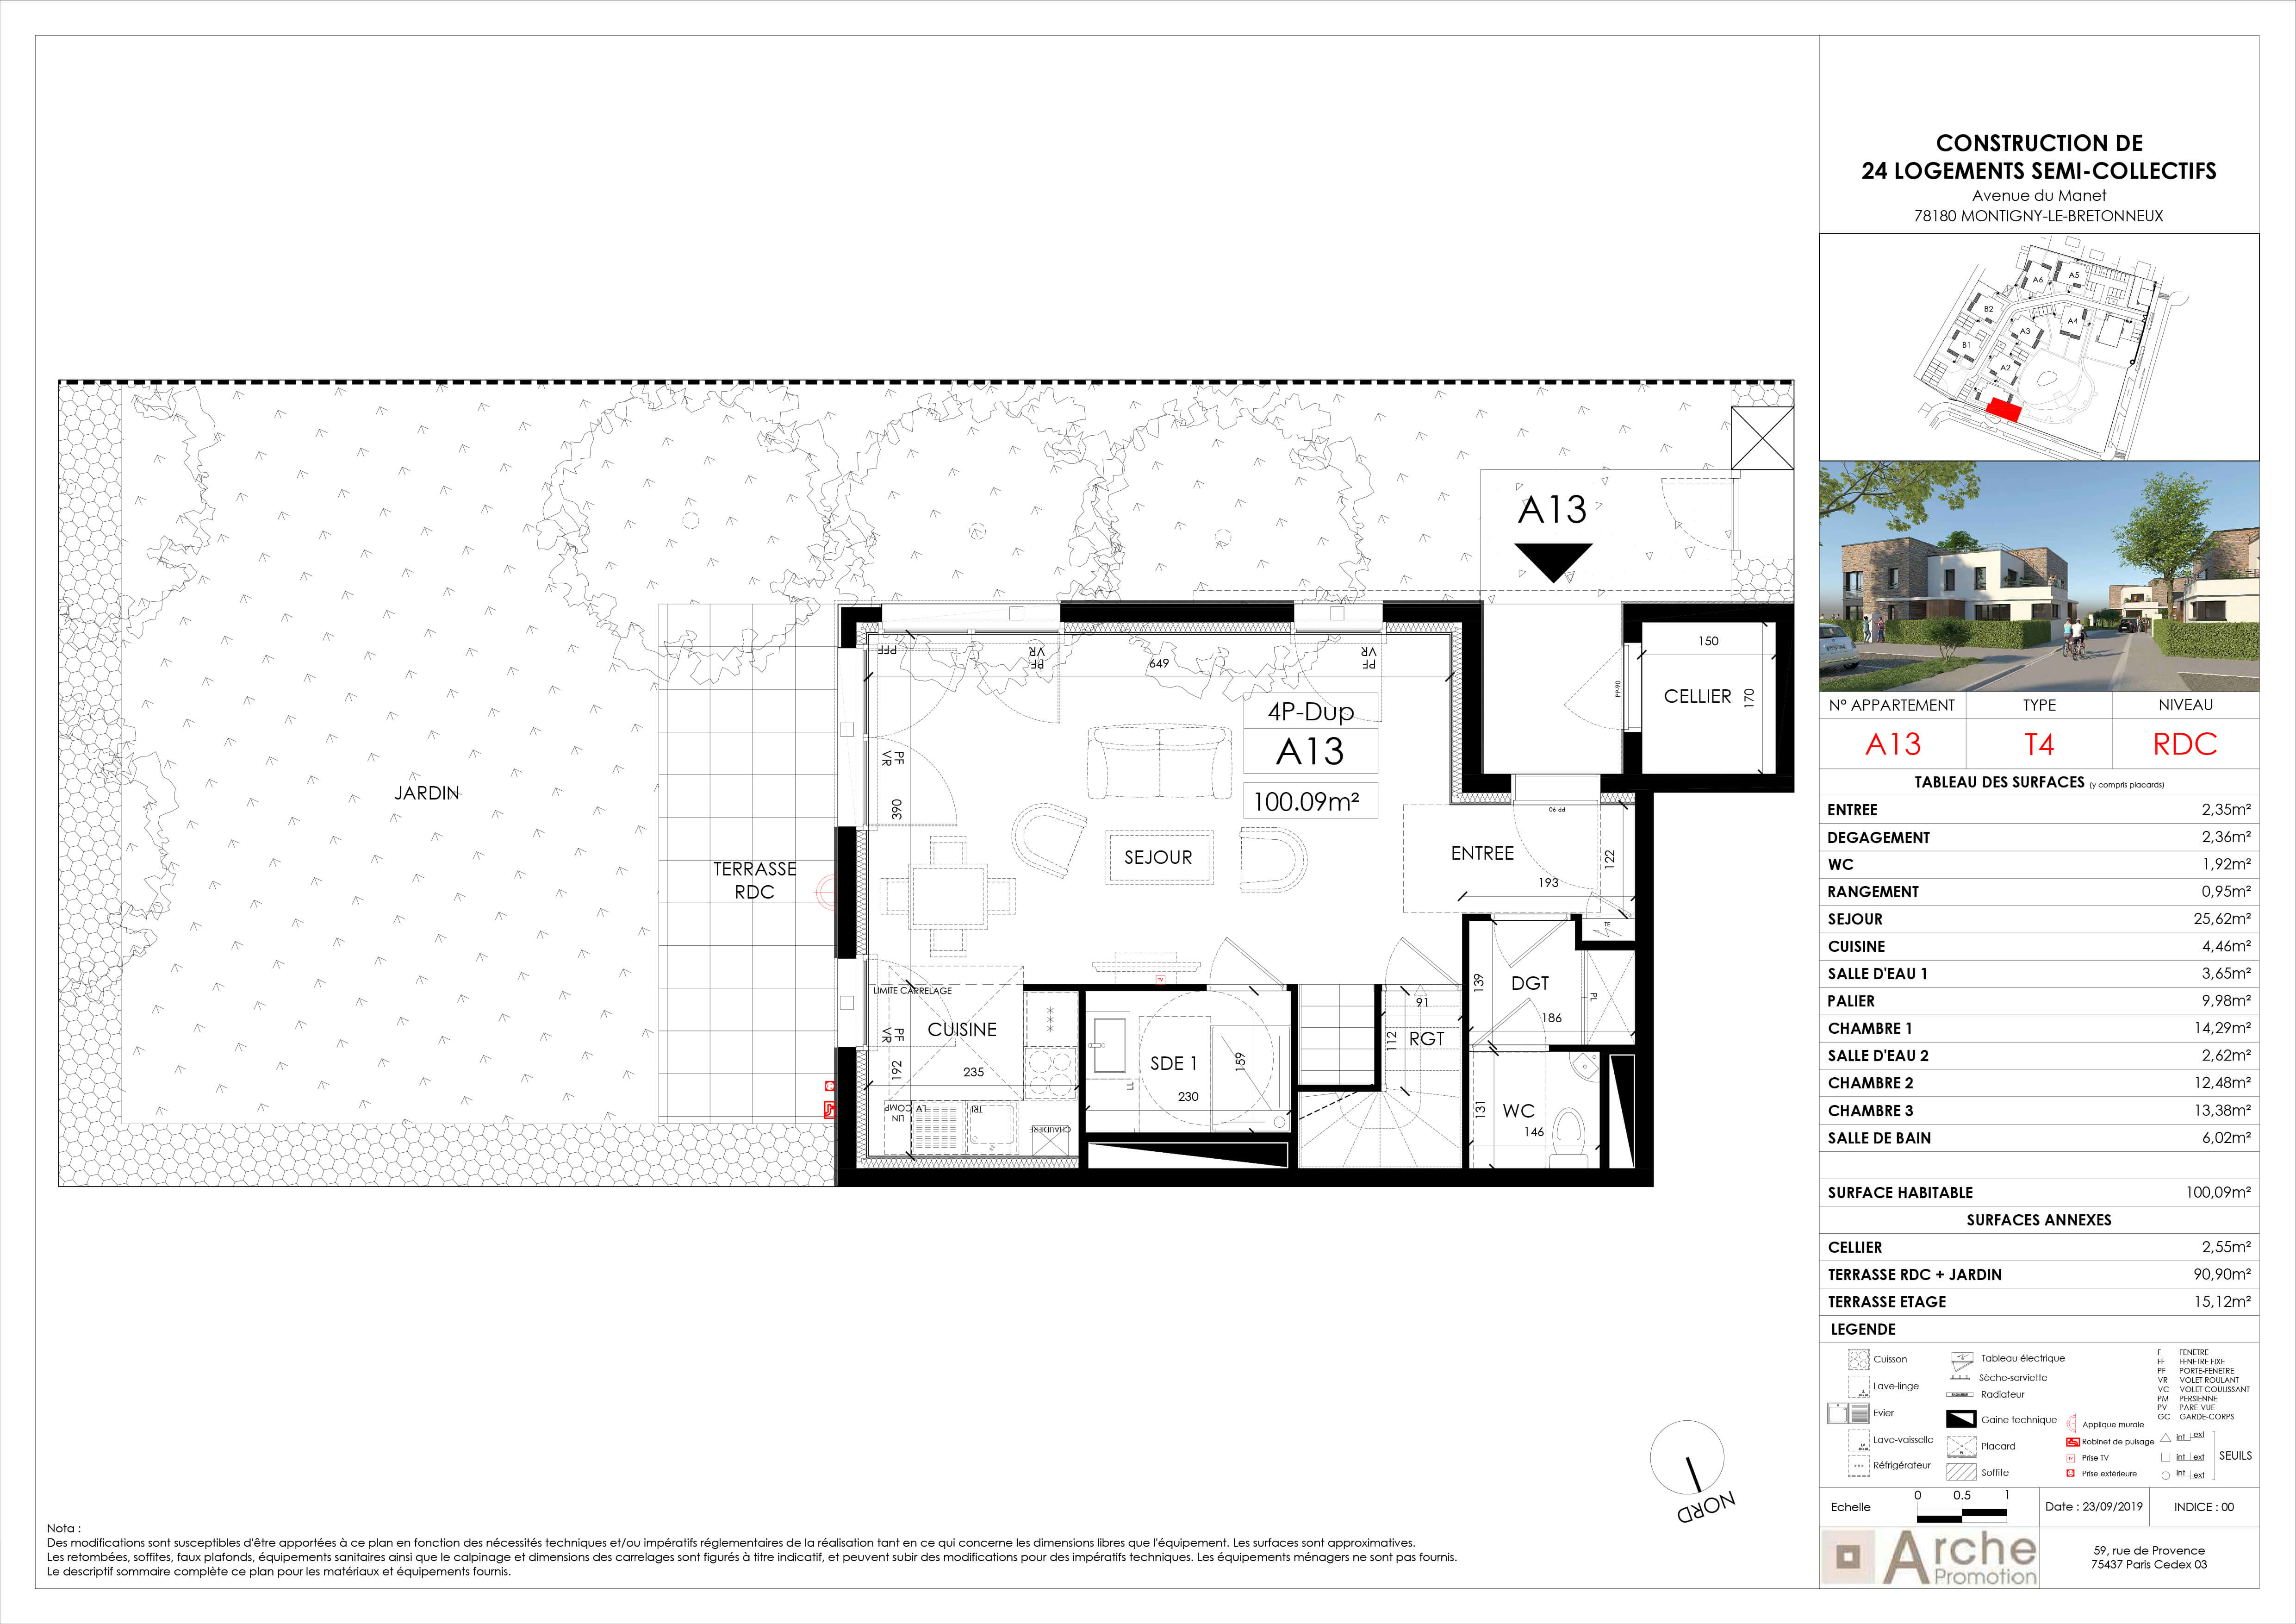 CONSTRUCTION DE
24 LOGEMENTS SEMI-COLLECTIFS
Avenue du Manet
78180 MONTIGNY-LE-BRETONNEUX
A6
A5
B2
A4
A3
B1
A2
N° APPARTEMENT TYPE NIVEAU
A13 T4 RDC
TABLEAU DES SURFACES (y compris placards)
ENTREE 2,35m²
DEGAGEMENT 2,36m²
WC 1,92m²
RANGEMENT 0,95m²
SEJOUR 25,62m²
CUISINE 4,46m²
SALLE D'EAU 1 3,65m²
PALIER 9,98m²
CHAMBRE 1 14,29m²
SALLE D'EAU 2 2,62m²
CHAMBRE 2 12,48m²
CHAMBRE 3 13,38m²
SALLE DE BAIN 6,02m²
SURFACE HABITABLE 100,09m²
SURFACES ANNEXES
CELLIER 2,55m²
TERRASSE RDC + JARDIN 90,90m²
TERRASSE ETAGE 15,12m²
LEGENDE
Cuisson
Lave-linge
Evier
Lave-vaisselle
Réfrigérateur
Tableau électrique
Sèche-serviette
Radiateur
Gaine technique
Placard
Soffite
Applique murale
Robinet de puisage
Prise TV
Prise extérieure
F FENETRE
FF FENETRE FIXE
PF PORTE-FENETRE
VR VOLET ROULANT
VC VOLET COULISSANT
PM PERSIENNE
PV PARE-VUE
GC GARDE-CORPS
int ext
int ext
int ext
SEUILS
Echelle 0 0.5 1
Date : 23/09/2019
INDICE : 00
Arche
Promotion
59, rue de Provence
75437 Paris Cedex 03
A13
PFF
PF
VR
649
PF
VR
150
CELLIER
170
PP-90
4P-Dup
A13
100.09m²
PF
VR
390
JARDIN
TERRASSE
RDC
SEJOUR
ENTREE
PP-90
122
193
TE
TV
LIMITE CARRELAGE
CUISINE
PF
VR
192
235
LIN
COMP
LV
TRI
CHAUDIERE
SDE 1
159
230
LL
91
RGT
112
139
DGT
186
PL
131
WC
146
NORD
Nota :
Des modifications sont susceptibles d'être apportées à ce plan en fonction des nécessités techniques et/ou impératifs réglementaires de la réalisation tant en ce qui concerne les dimensions libres que l'équipement. Les surfaces sont approximatives.
Les retombées, soffites, faux plafonds, équipements sanitaires ainsi que le calpinage et dimensions des carrelages sont figurés à titre indicatif, et peuvent subir des modifications pour des impératifs techniques. Les équipements ménagers ne sont pas fournis.
Le descriptif sommaire complète ce plan pour les matériaux et équipements fournis.